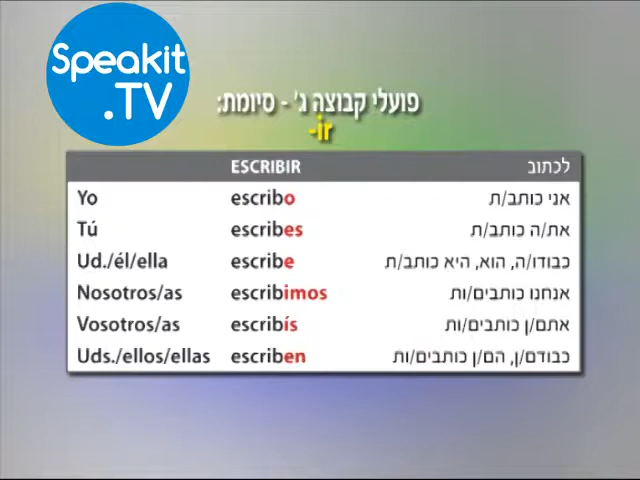 Speakit
.TV
פועלי קבוצה ג' - סיומת:
-ir
ESCRIBIR לכתוב
Yo escribo אני כותב/ת
Tú escribes את/ה כותב/ת
Ud./él/ella escribe כבודו/ה, הוא, היא כותב/ת
Nosotros/as escribimos אנחנו כותבים/ות
Vosotros/as escribís אתם/ן כותבים/ות
Uds./ellos/ellas escriben כבודם/ן, הם/ן כותבים/ות